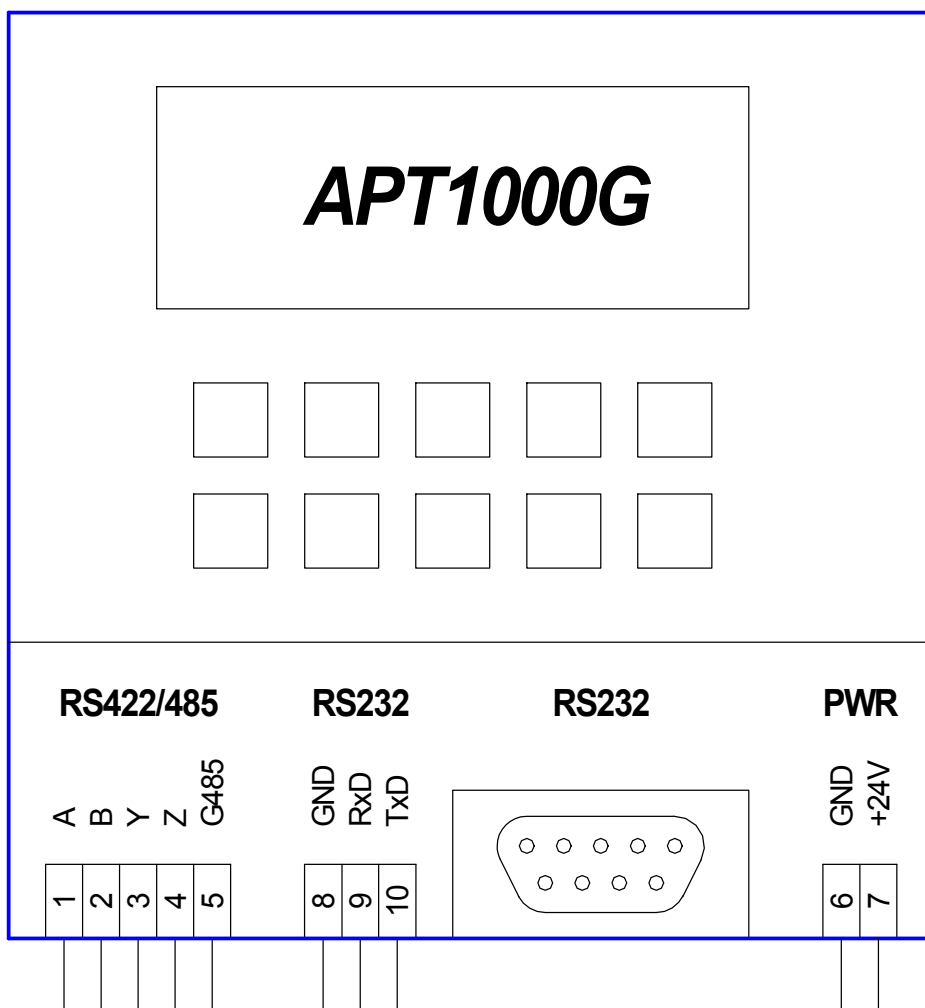 APT1000G
RS422/485 RS232 RS232 PWR
A B Y Z G485 GND RxD TxD GND +24V
1 2 3 4 5 8 9 10 6 7